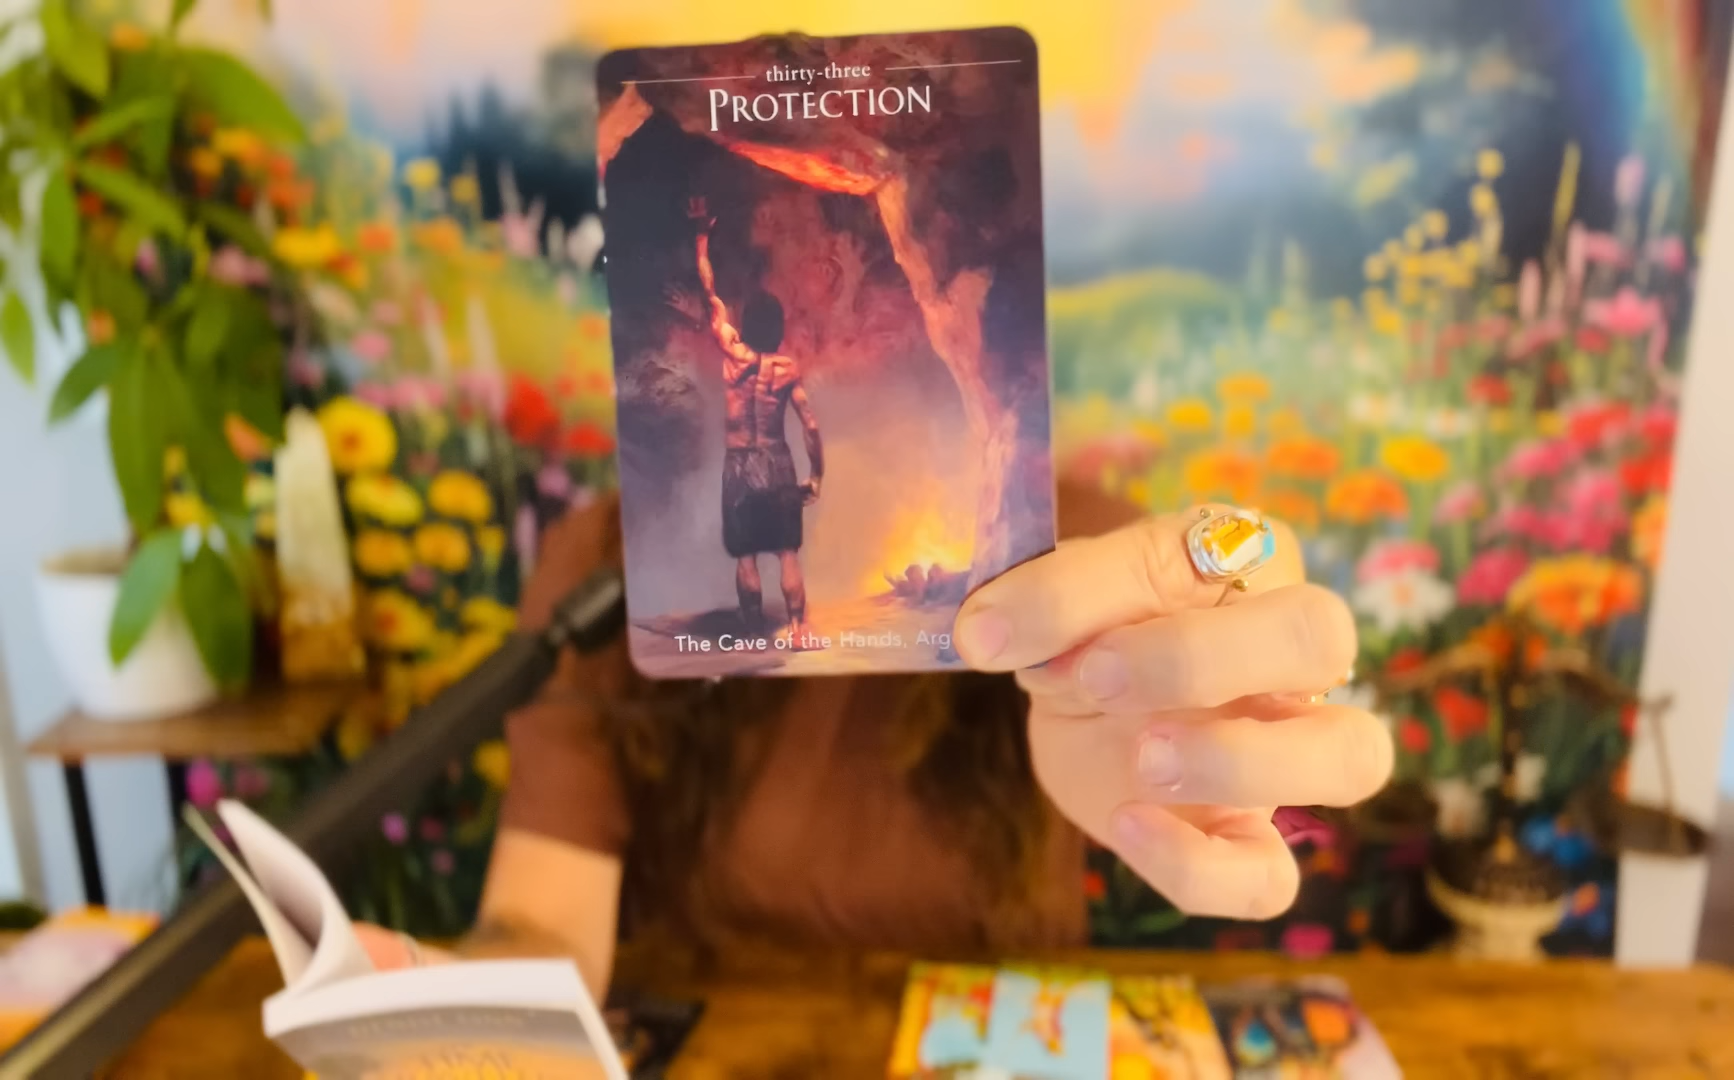 thirty-three
PROTECTION
The Cave of the Hands, Arg